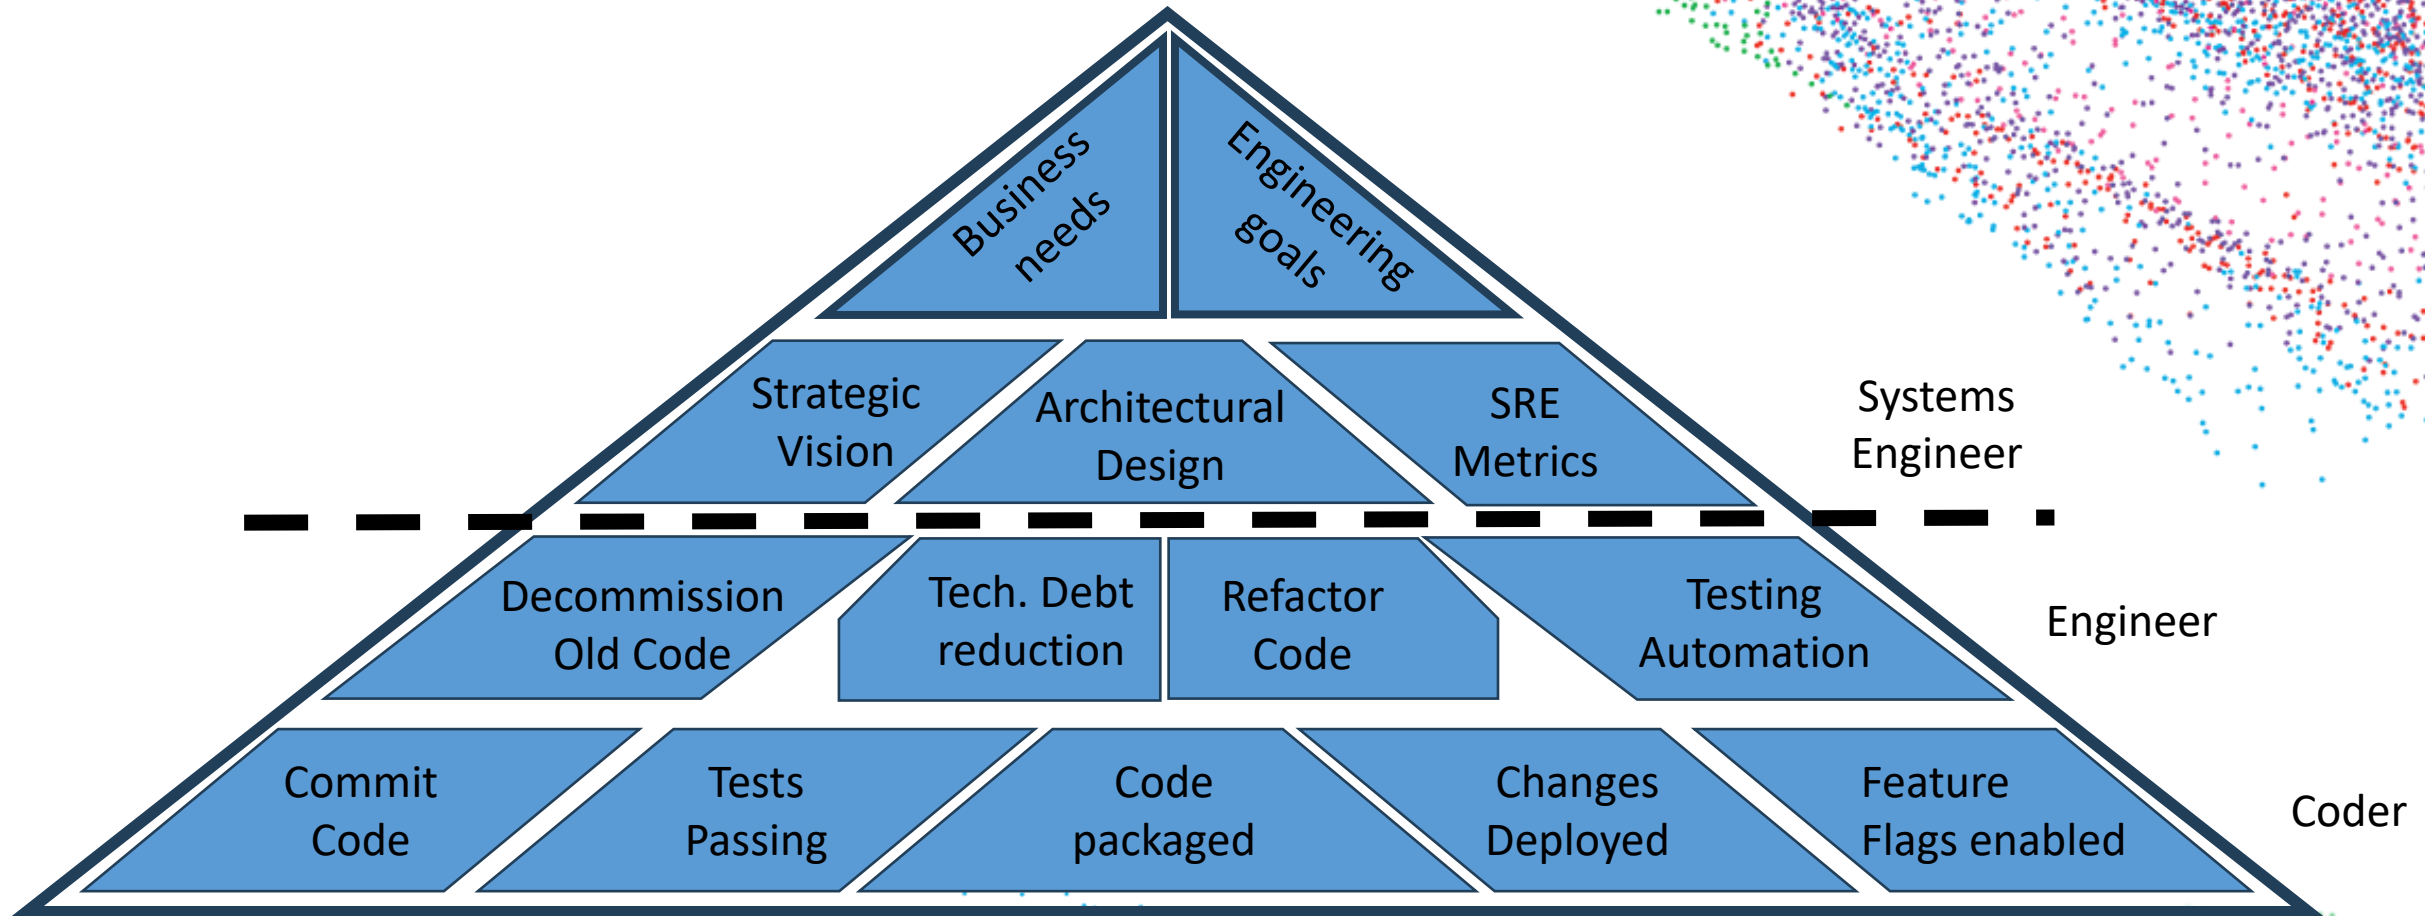 Business
needs
Engineering
goals
Strategic
Vision
Architectural
Design
SRE
Metrics
Systems
Engineer
Decommission
Old Code
Tech. Debt
reduction
Refactor
Code
Testing
Automation
Engineer
Commit
Code
Tests
Passing
Code
packaged
Changes
Deployed
Feature
Flags enabled
Coder